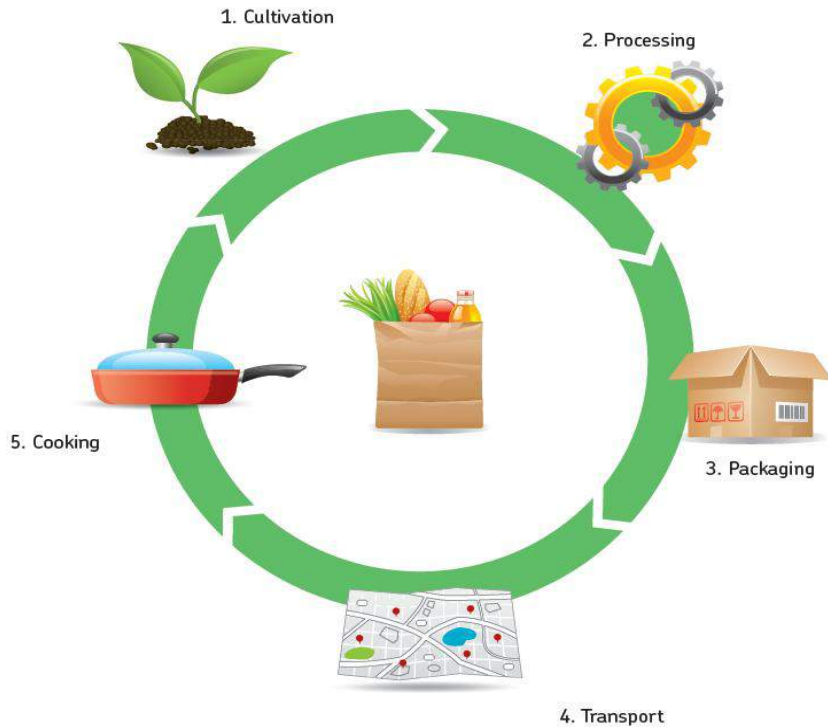 1. Cultivation
2. Processing
3. Packaging
4. Transport
5. Cooking